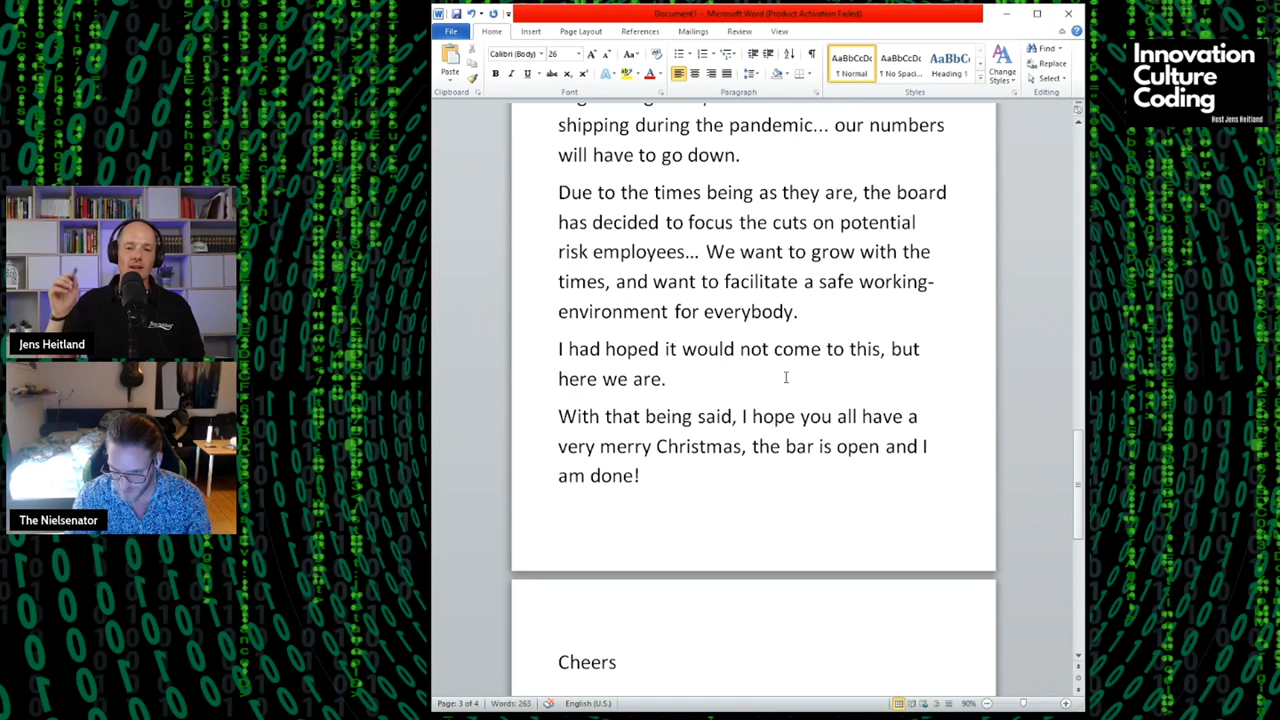 Document1 - Microsoft Word (Product Activation Failed)
File Home Insert Page Layout References Mailings Review View
Calibri (Body) 26
Paste
AaBbCcDc AaBbCcDc AaBbC
¶ Normal ¶ No Spaci... Heading 1
Change Styles
Find
Replace
Select
Clipboard Font Paragraph Styles Editing
shipping during the pandemic... our numbers
will have to go down.
Due to the times being as they are, the board
has decided to focus the cuts on potential
risk employees... We want to grow with the
times, and want to facilitate a safe working-
environment for everybody.
I had hoped it would not come to this, but
here we are.
With that being said, I hope you all have a
very merry Christmas, the bar is open and I
am done!
Cheers
Page: 3 of 4 Words: 263 English (U.S.) 90%
Jens Heitland
The Nielsenator
Innovation
Culture
Coding
Host Jens Heitland